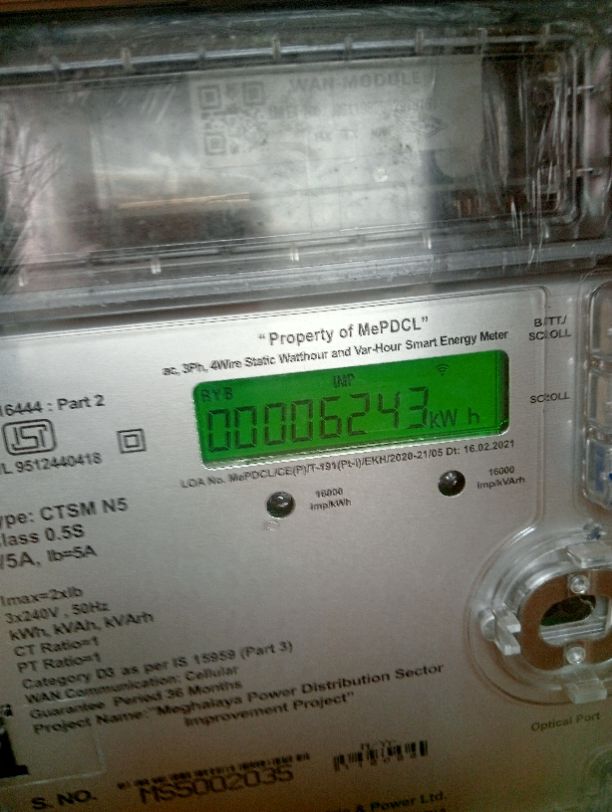 WAN-MODULE
"Property of MePDCL"
ac, 3Ph, 4Wire Static Watthour and Var-Hour Smart Energy Meter
BATT./
SCROLL
RYB IMP
00006243 kW h
SCROLL
16444 : Part 2
ISI
L 9512440418
LOA No. MePDCL/CE(P)/T-191(Pt-I)/EKH/2020-21/05 Dt: 16.02.2021
16000
imp/kWh
16000
imp/kVArh
ype: CTSM N5
lass 0.5S
/5A, Ib=5A
Imax=2xIb
3x240V , 50Hz
kWh, kVAh, kVArh
CT Ratio=1
PT Ratio=1
Category D3 as per IS 15959 (Part 3)
WAN Communication: Cellular
Guarantee Period 36 Months
Project Name:"Meghalaya Power Distribution Sector
Improvement Project"
Optical Port
S. NO. MS5002035
Power Ltd.